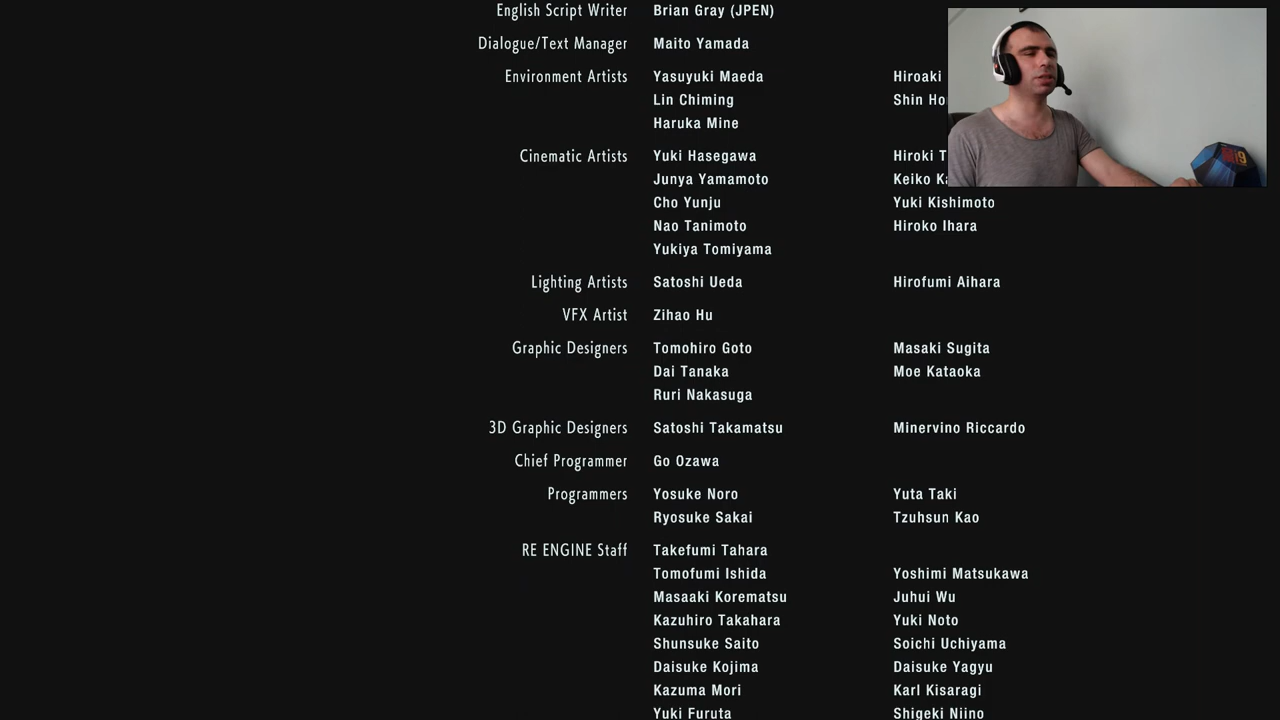 English Script Writer Brian Gray (JPEN)
Dialogue/Text Manager Maito Yamada
Environment Artists Yasuyuki Maeda Hiroaki
Lin Chiming Shin
Haruka Mine
Cinematic Artists Yuki Hasegawa Hiroki
Junya Yamamoto Keiko
Cho Yunju Yuki Kishimoto
Nao Tanimoto Hiroko Ihara
Yukiya Tomiyama
Lighting Artists Satoshi Ueda Hirofumi Aihara
VFX Artist Zihao Hu
Graphic Designers Tomohiro Goto Masaki Sugita
Dai Tanaka Moe Kataoka
Ruri Nakasuga
3D Graphic Designers Satoshi Takamatsu Minervino Riccardo
Chief Programmer Go Ozawa
Programmers Yosuke Noro Yuta Taki
Ryosuke Sakai Tzuhsun Kao
RE ENGINE Staff Takefumi Tahara
Tomofumi Ishida Yoshimi Matsukawa
Masaaki Korematsu Juhui Wu
Kazuhiro Takahara Yuki Noto
Shunsuke Saito Soichi Uchiyama
Daisuke Kojima Daisuke Yagyu
Kazuma Mori Karl Kisaragi
Yuki Furuta Shigeki Niino